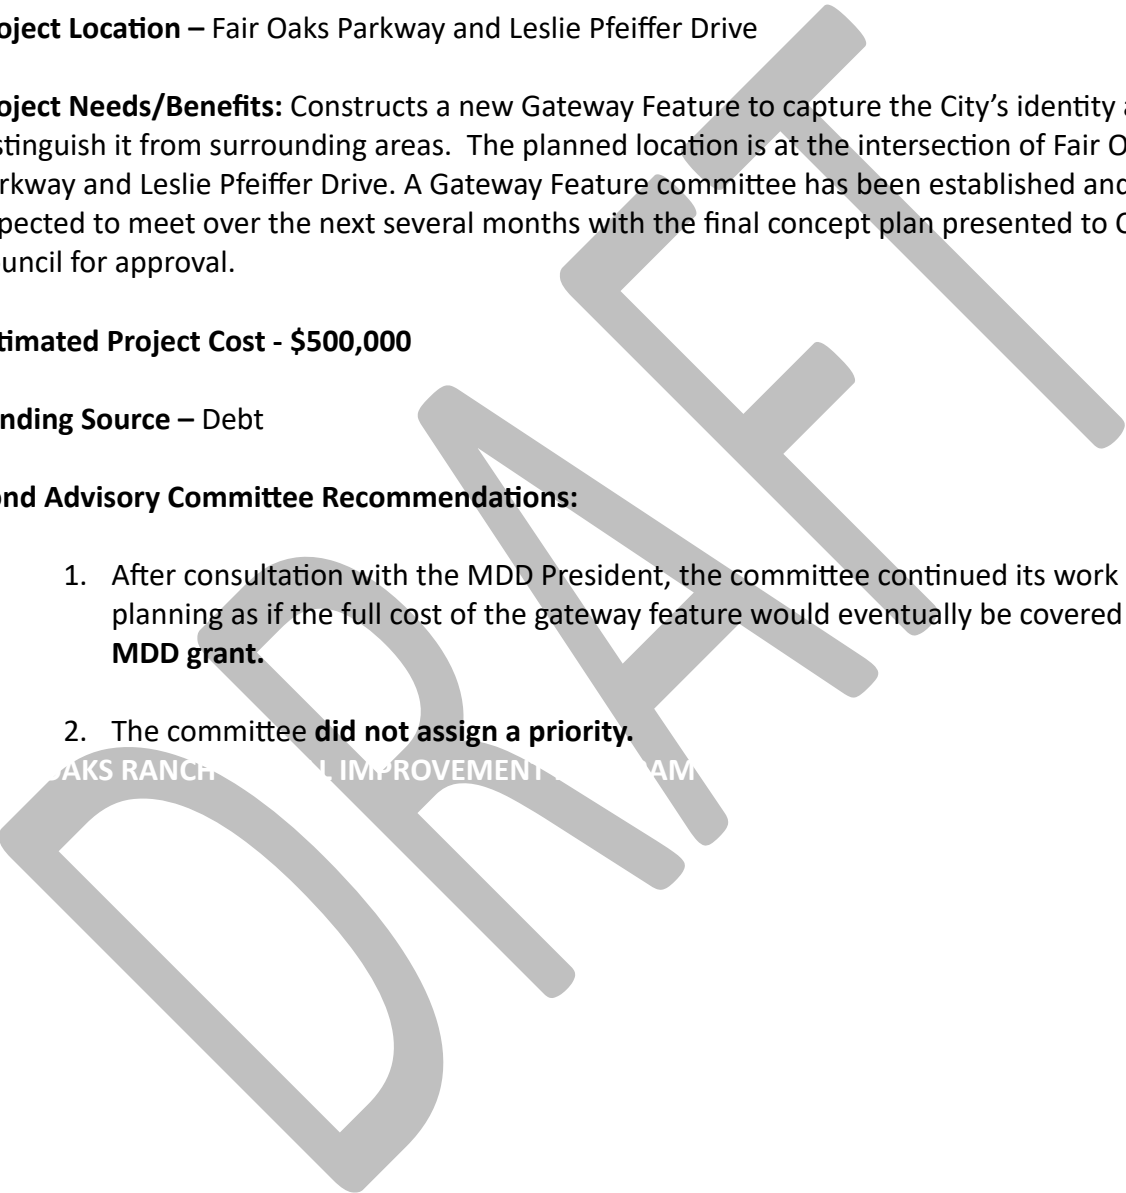 oject Location – Fair Oaks Parkway and Leslie Pfeiffer Drive
oject Needs/Benefits: Constructs a new Gateway Feature to capture the City’s identity a
stinguish it from surrounding areas.  The planned location is at the intersection of Fair O
rkway and Leslie Pfeiffer Drive. A Gateway Feature committee has been established and
pected to meet over the next several months with the final concept plan presented to C
uncil for approval.
timated Project Cost - $500,000
nding Source – Debt
ond Advisory Committee Recommendations:
1. After consultation with the MDD President, the committee continued its work
planning as if the full cost of the gateway feature would eventually be covered
MDD grant.
2. The committee did not assign a priority.
OAKS RANCH L IMPROVEMENT AM
DRAFT